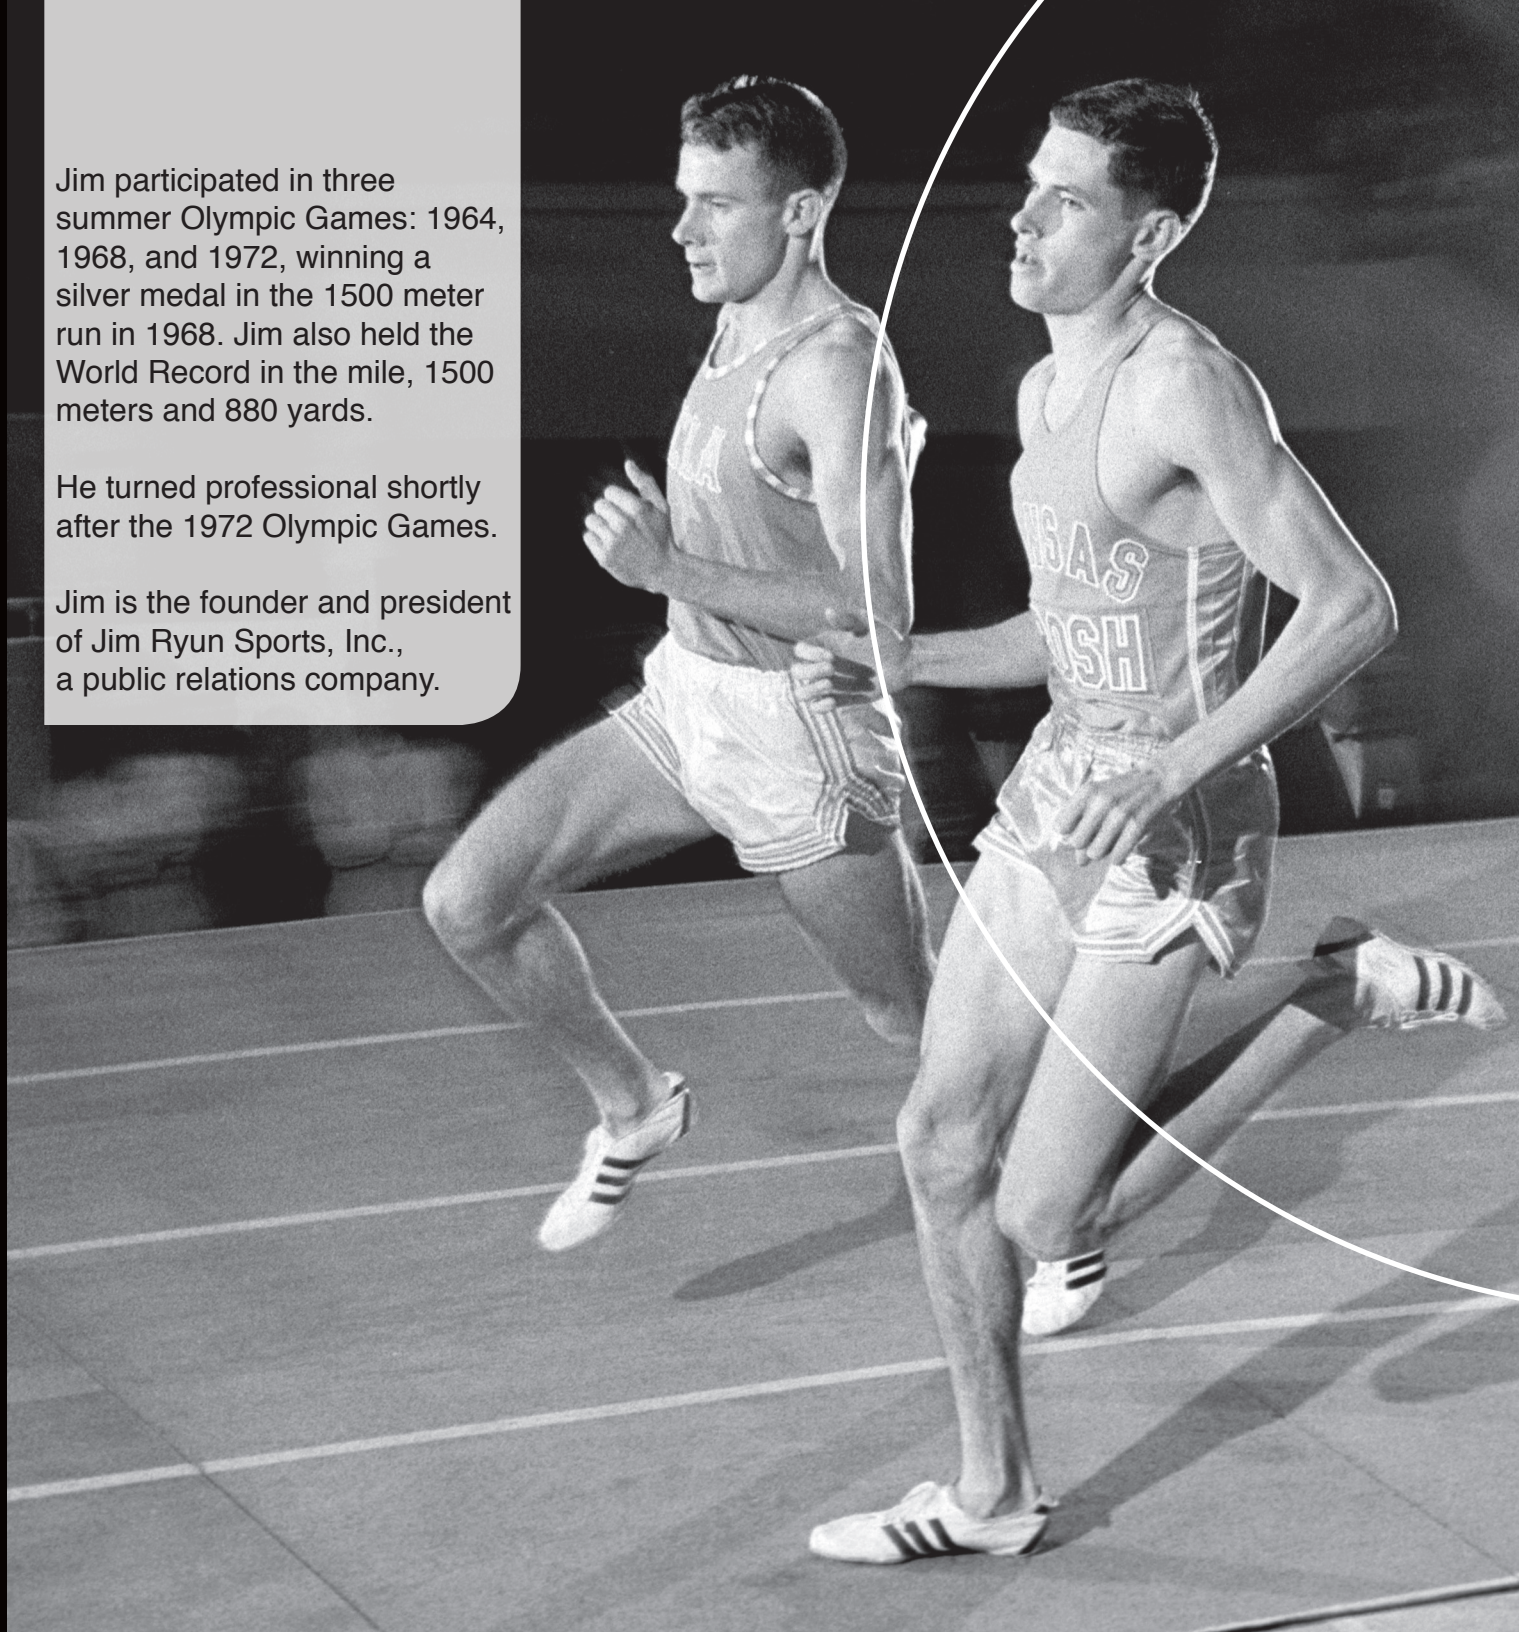 Jim participated in three
summer Olympic Games: 1964,
1968, and 1972, winning a
silver medal in the 1500 meter
run in 1968. Jim also held the
World Record in the mile, 1500
meters and 880 yards.
He turned professional shortly
after the 1972 Olympic Games.
Jim is the founder and president
of Jim Ryun Sports, Inc.,
a public relations company.